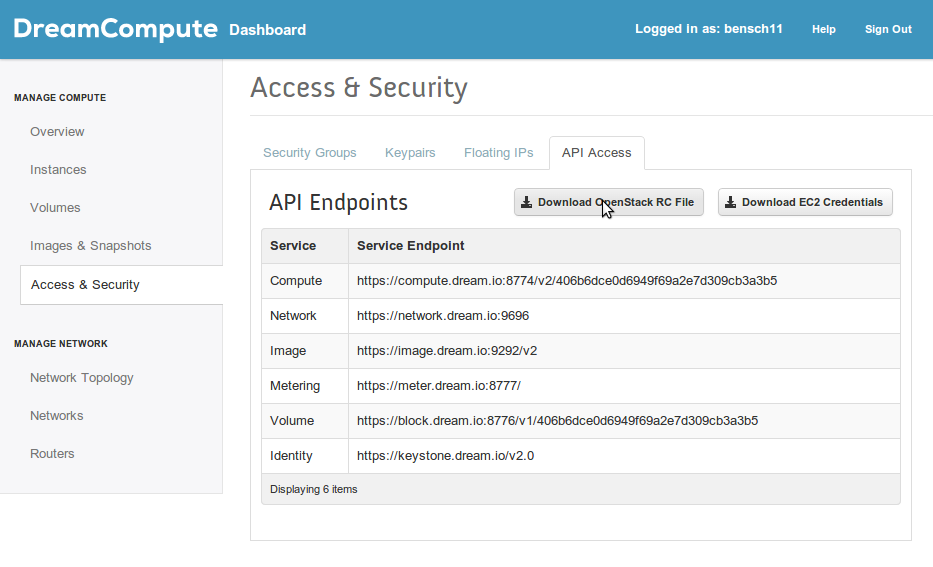 DreamCompute Dashboard
Logged in as: bensch11 Help Sign Out
MANAGE COMPUTE
Overview
Instances
Volumes
Images & Snapshots
Access & Security
MANAGE NETWORK
Network Topology
Networks
Routers
Access & Security
Security Groups Keypairs Floating IPs API Access
API Endpoints
Download OpenStack RC File Download EC2 Credentials
Service Service Endpoint
Compute https://compute.dream.io:8774/v2/406b6dce0d6949f69a2e7d309cb3a3b5
Network https://network.dream.io:9696
Image https://image.dream.io:9292/v2
Metering https://meter.dream.io:8777/
Volume https://block.dream.io:8776/v1/406b6dce0d6949f69a2e7d309cb3a3b5
Identity https://keystone.dream.io/v2.0
Displaying 6 items